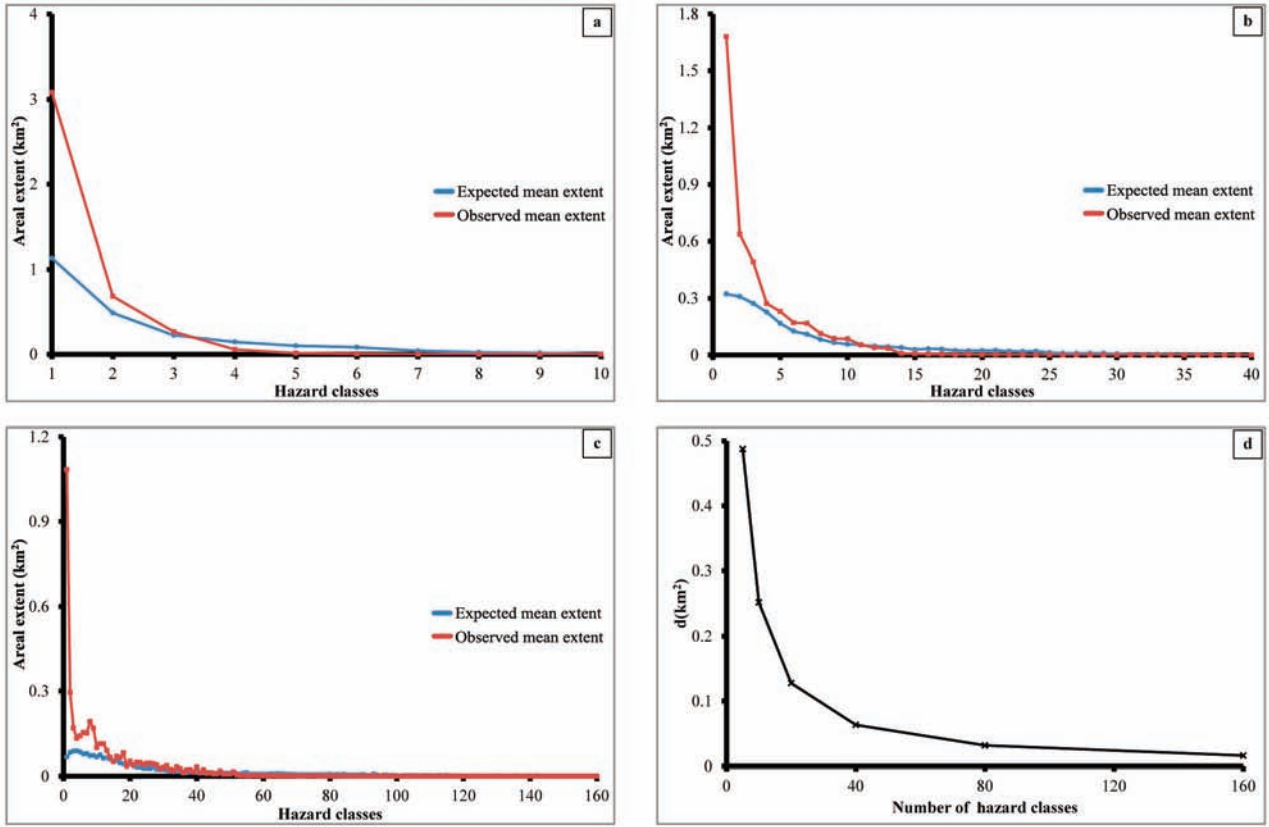 a
4
3
2
1
0
Areal extent (km²)
Expected mean extent
Observed mean extent
1 2 3 4 5 6 7 8 9 10
Hazard classes
b
1.8
1.5
1.2
0.9
0.6
0.3
0
Areal extent (km²)
Expected mean extent
Observed mean extent
0 5 10 15 20 25 30 35 40
Hazard classes
c
1.2
0.9
0.6
0.3
0
Areal extent (km²)
Expected mean extent
Observed mean extent
0 20 40 60 80 100 120 140 160
Hazard classes
d
0.5
0.4
0.3
0.2
0.1
0
d(km²)
0 40 80 120 160
Number of hazard classes